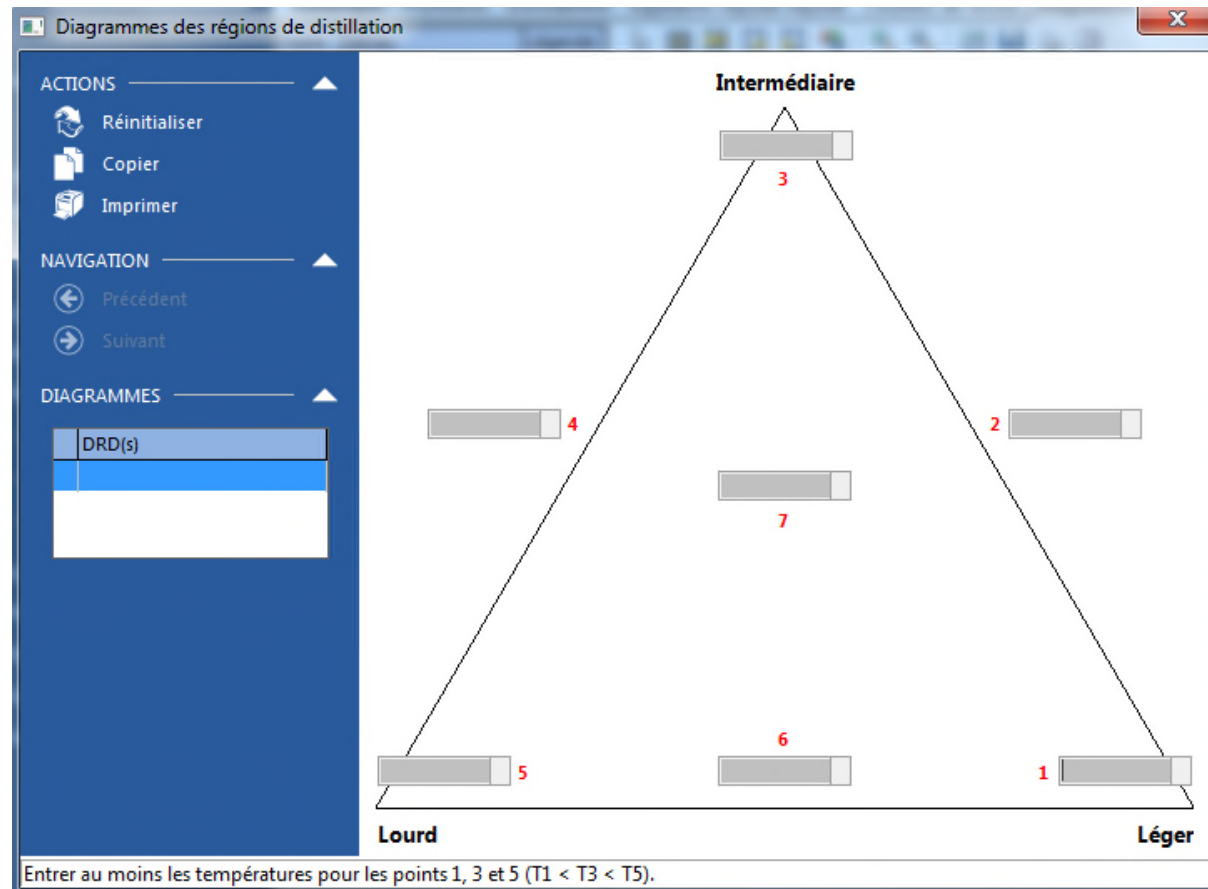 Diagrammes des régions de distillation
x
ACTIONS
Réinitialiser
Copier
Imprimer
NAVIGATION
Précédent
Suivant
DIAGRAMMES
DRD(s)
Intermédiaire
3
4
2
7
6
5
1
Lourd
Léger
Entrer au moins les températures pour les points 1, 3 et 5 (T1 < T3 < T5).